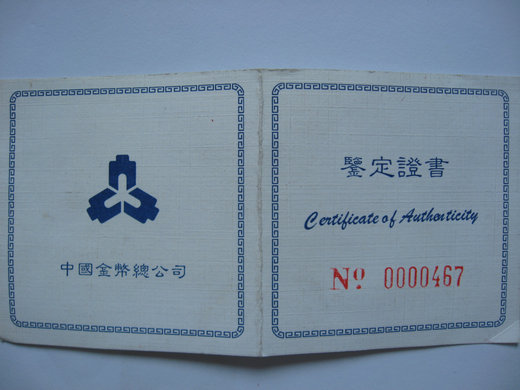 中國金幣總公司
鑒定證書
Certificate of Authenticity
Nº 0000467